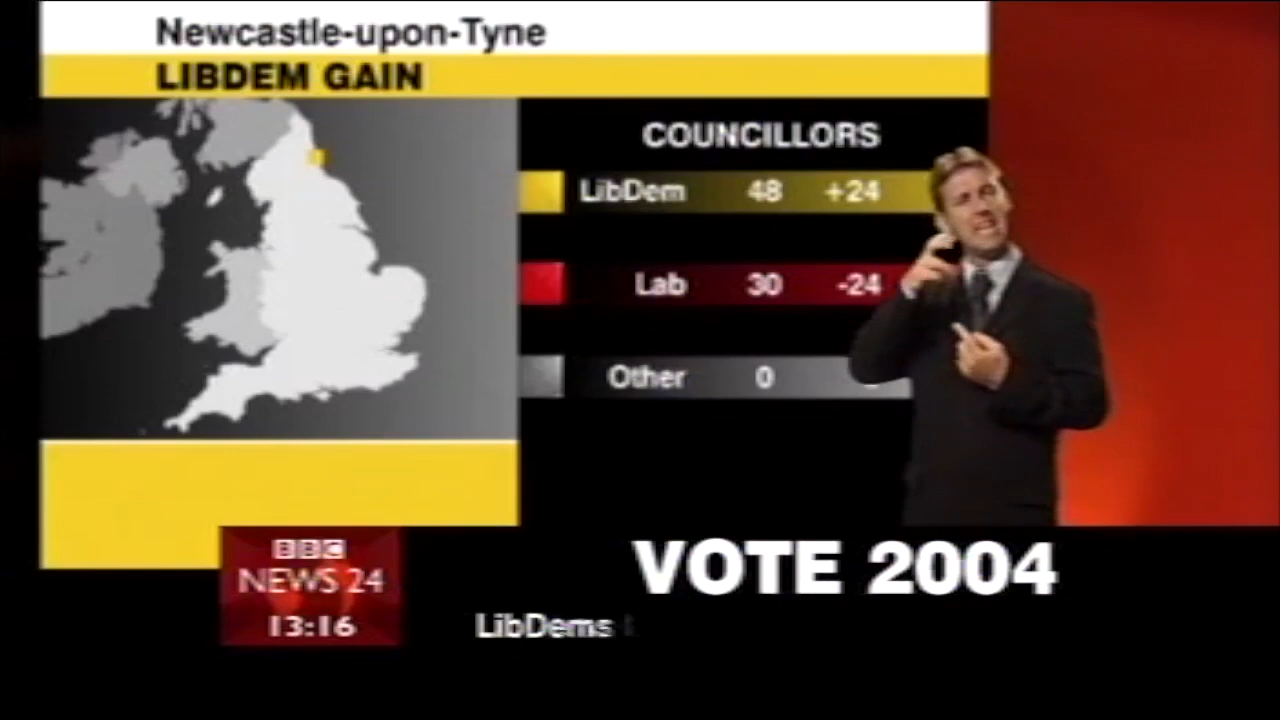 Newcastle-upon-Tyne
LIBDEM GAIN
COUNCILLORS
LibDem 48 +24
Lab 30 -24
Other 0
BBC
NEWS 24
13:16
VOTE 2004
LibDems